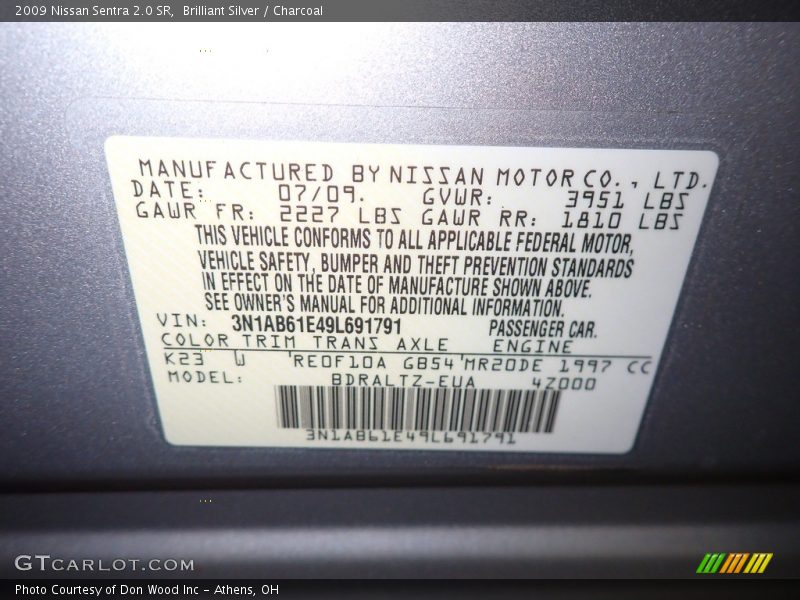 2009 Nissan Sentra 2.0 SR,  Brilliant Silver / Charcoal
MANUFACTURED BY NISSAN MOTOR CO., LTD.
DATE: 07/09. GVWR: 3951 LBS
GAWR FR: 2227 LBS GAWR RR: 1810 LBS
THIS VEHICLE CONFORMS TO ALL APPLICABLE FEDERAL MOTOR,
VEHICLE SAFETY, BUMPER AND THEFT PREVENTION STANDARDS
IN EFFECT ON THE DATE OF MANUFACTURE SHOWN ABOVE.
SEE OWNER'S MANUAL FOR ADDITIONAL INFORMATION.
VIN: 3N1AB61E49L691791 PASSENGER CAR.
COLOR TRIM TRANS AXLE ENGINE
K23 W 'RE0F10A GB54'MR20DE 1997 CC
MODEL: BDRALTZ-EUA 4Z000
3N1AB61E49L691791
GTCARLOT.COM
Photo Courtesy of Don Wood Inc - Athens, OH